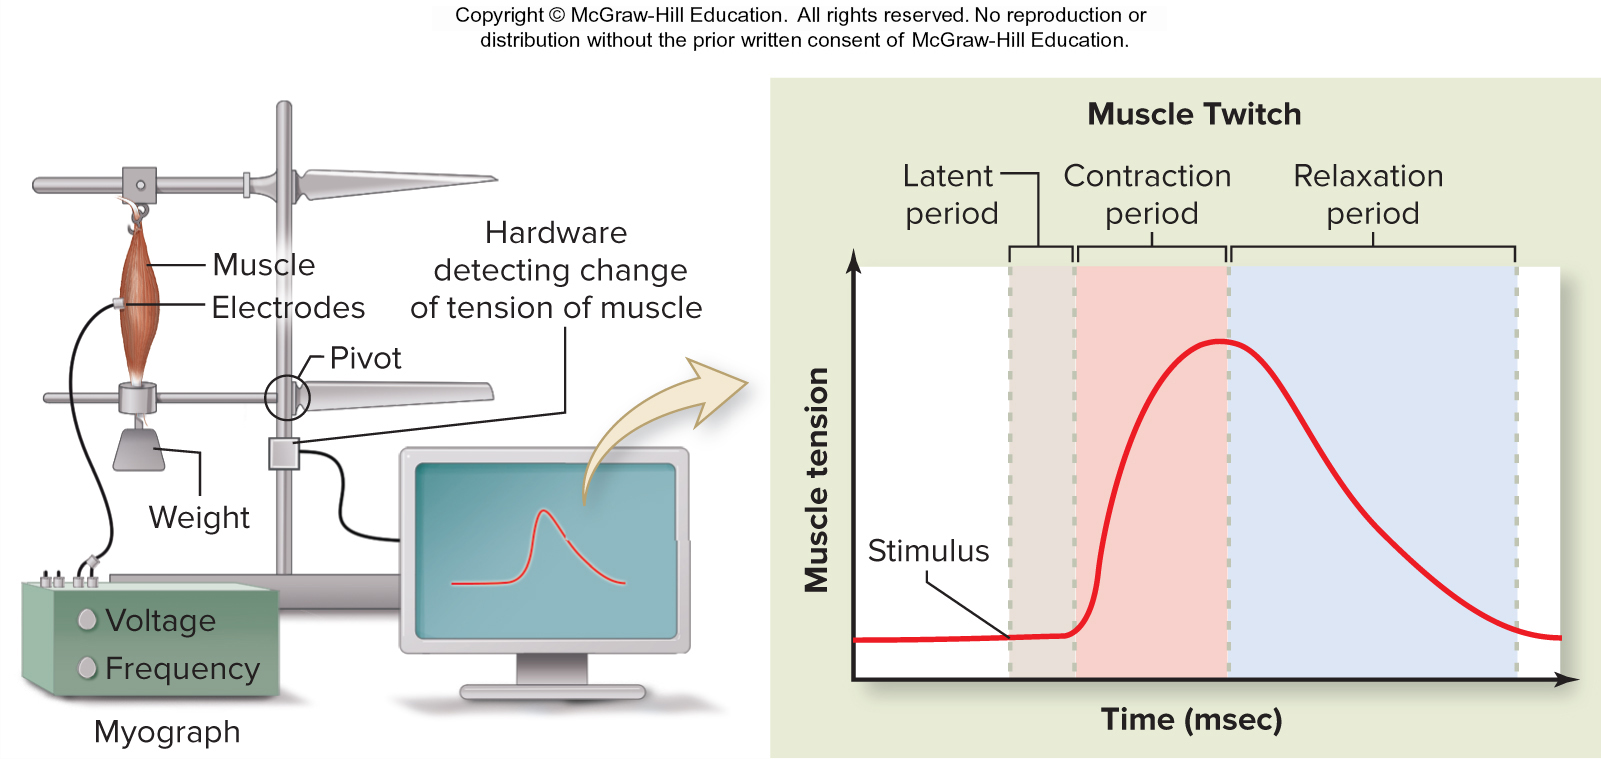 Copyright © McGraw-Hill Education. All rights reserved. No reproduction or
distribution without the prior written consent of McGraw-Hill Education.
Muscle
Electrodes
Hardware
detecting change
of tension of muscle
Pivot
Weight
Voltage
Frequency
Myograph
Muscle Twitch
Latent
period
Contraction
period
Relaxation
period
Muscle tension
Stimulus
Time (msec)